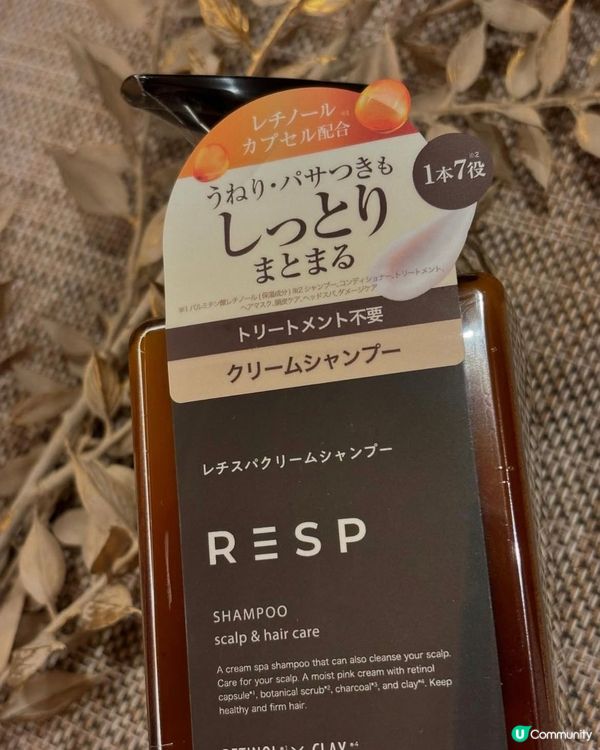 レチノール ※1
カプセル配合
1本7役 ※2
うねり・パサつきも
しっとり
まとまる
※1 パルミチン酸レチノール(保湿成分) ※2 シャンプー、コンディショナー、トリートメント、
ヘアマスク、頭皮ケア、ヘッドスパ、ダメージケア
トリートメント不要
クリームシャンプー
レチスパクリームシャンプー
RESP
SHAMPOO
scalp & hair care
A cream spa shampoo that can also cleanse your scalp.
Care for your scalp. A moist pink cream with retinol
capsule*1, botanical scrub*2, charcoal*3, and clay*4. Keep
healthy and firm hair.
RETINOL*1 × CLAY *4
U Community